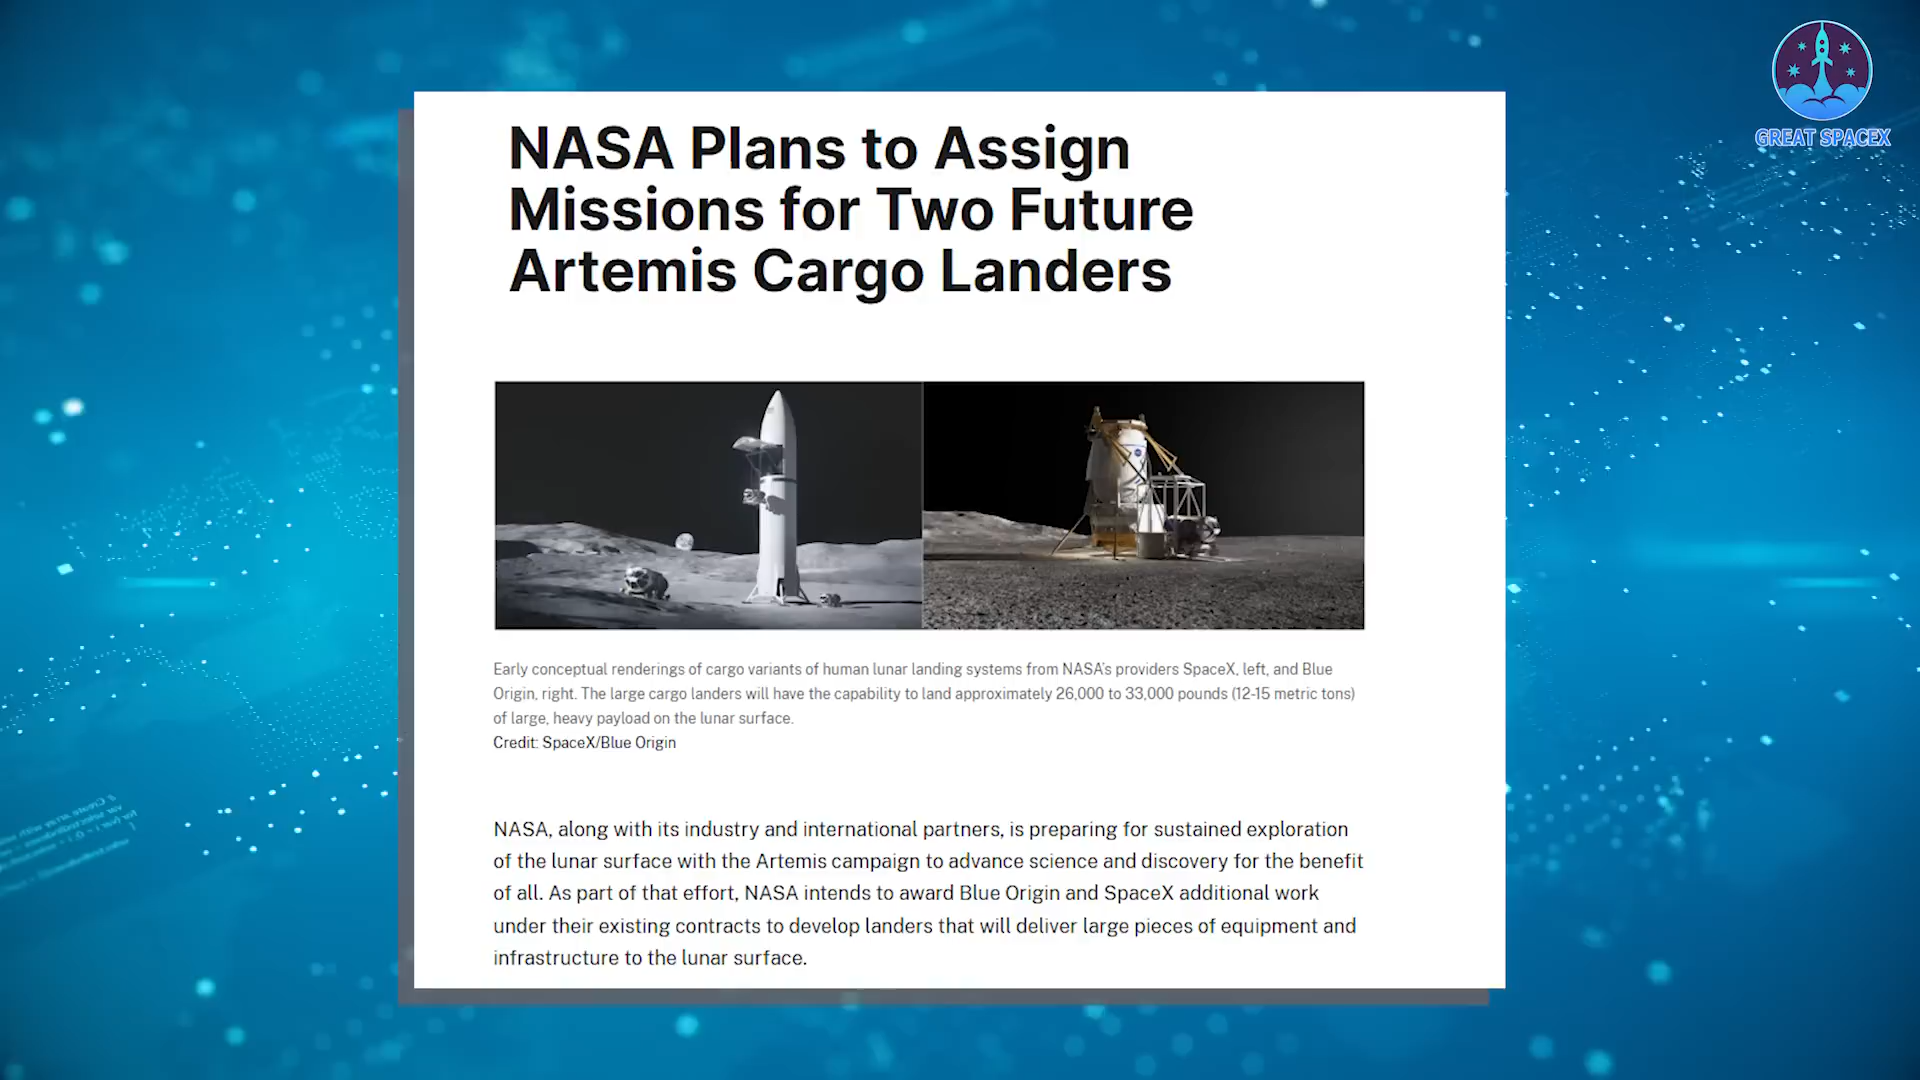 GREAT SPACEX
NASA Plans to Assign
Missions for Two Future
Artemis Cargo Landers
Early conceptual renderings of cargo variants of human lunar landing systems from NASA's providers SpaceX, left, and Blue
Origin, right. The large cargo landers will have the capability to land approximately 26,000 to 33,000 pounds (12-15 metric tons)
of large, heavy payload on the lunar surface.
Credit: SpaceX/Blue Origin
NASA, along with its industry and international partners, is preparing for sustained exploration
of the lunar surface with the Artemis campaign to advance science and discovery for the benefit
of all. As part of that effort, NASA intends to award Blue Origin and SpaceX additional work
under their existing contracts to develop landers that will deliver large pieces of equipment and
infrastructure to the lunar surface.